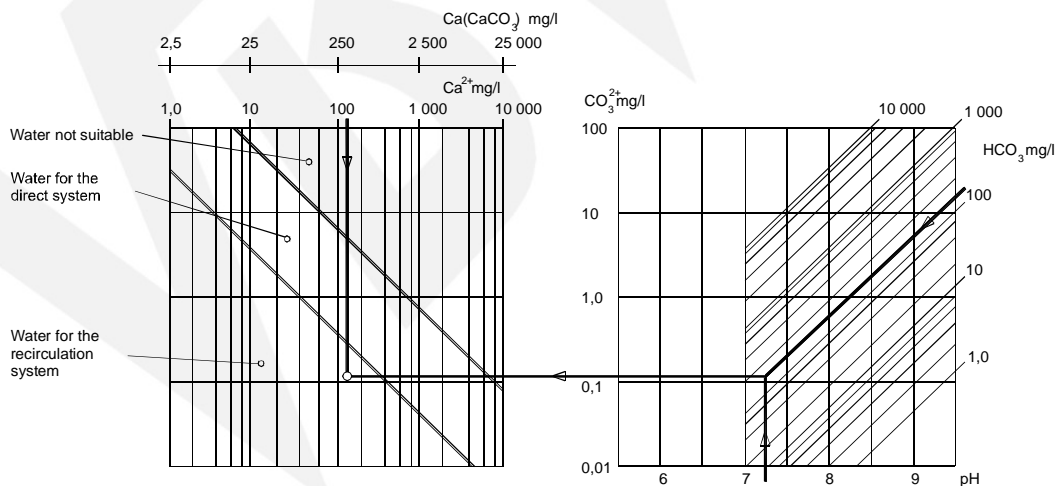 Ca(CaCO3) mg/l
2,5 25 250 2 500 25 000
Ca2+mg/l
1,0 10 100 1 000 10 000
Water not suitable
Water for the
direct system
Water for the
recirculation
system
CO32+mg/l
100
10
1,0
0,1
0,01
10 000
1 000
HCO3mg/l
100
10
1,0
6 7 8 9 pH